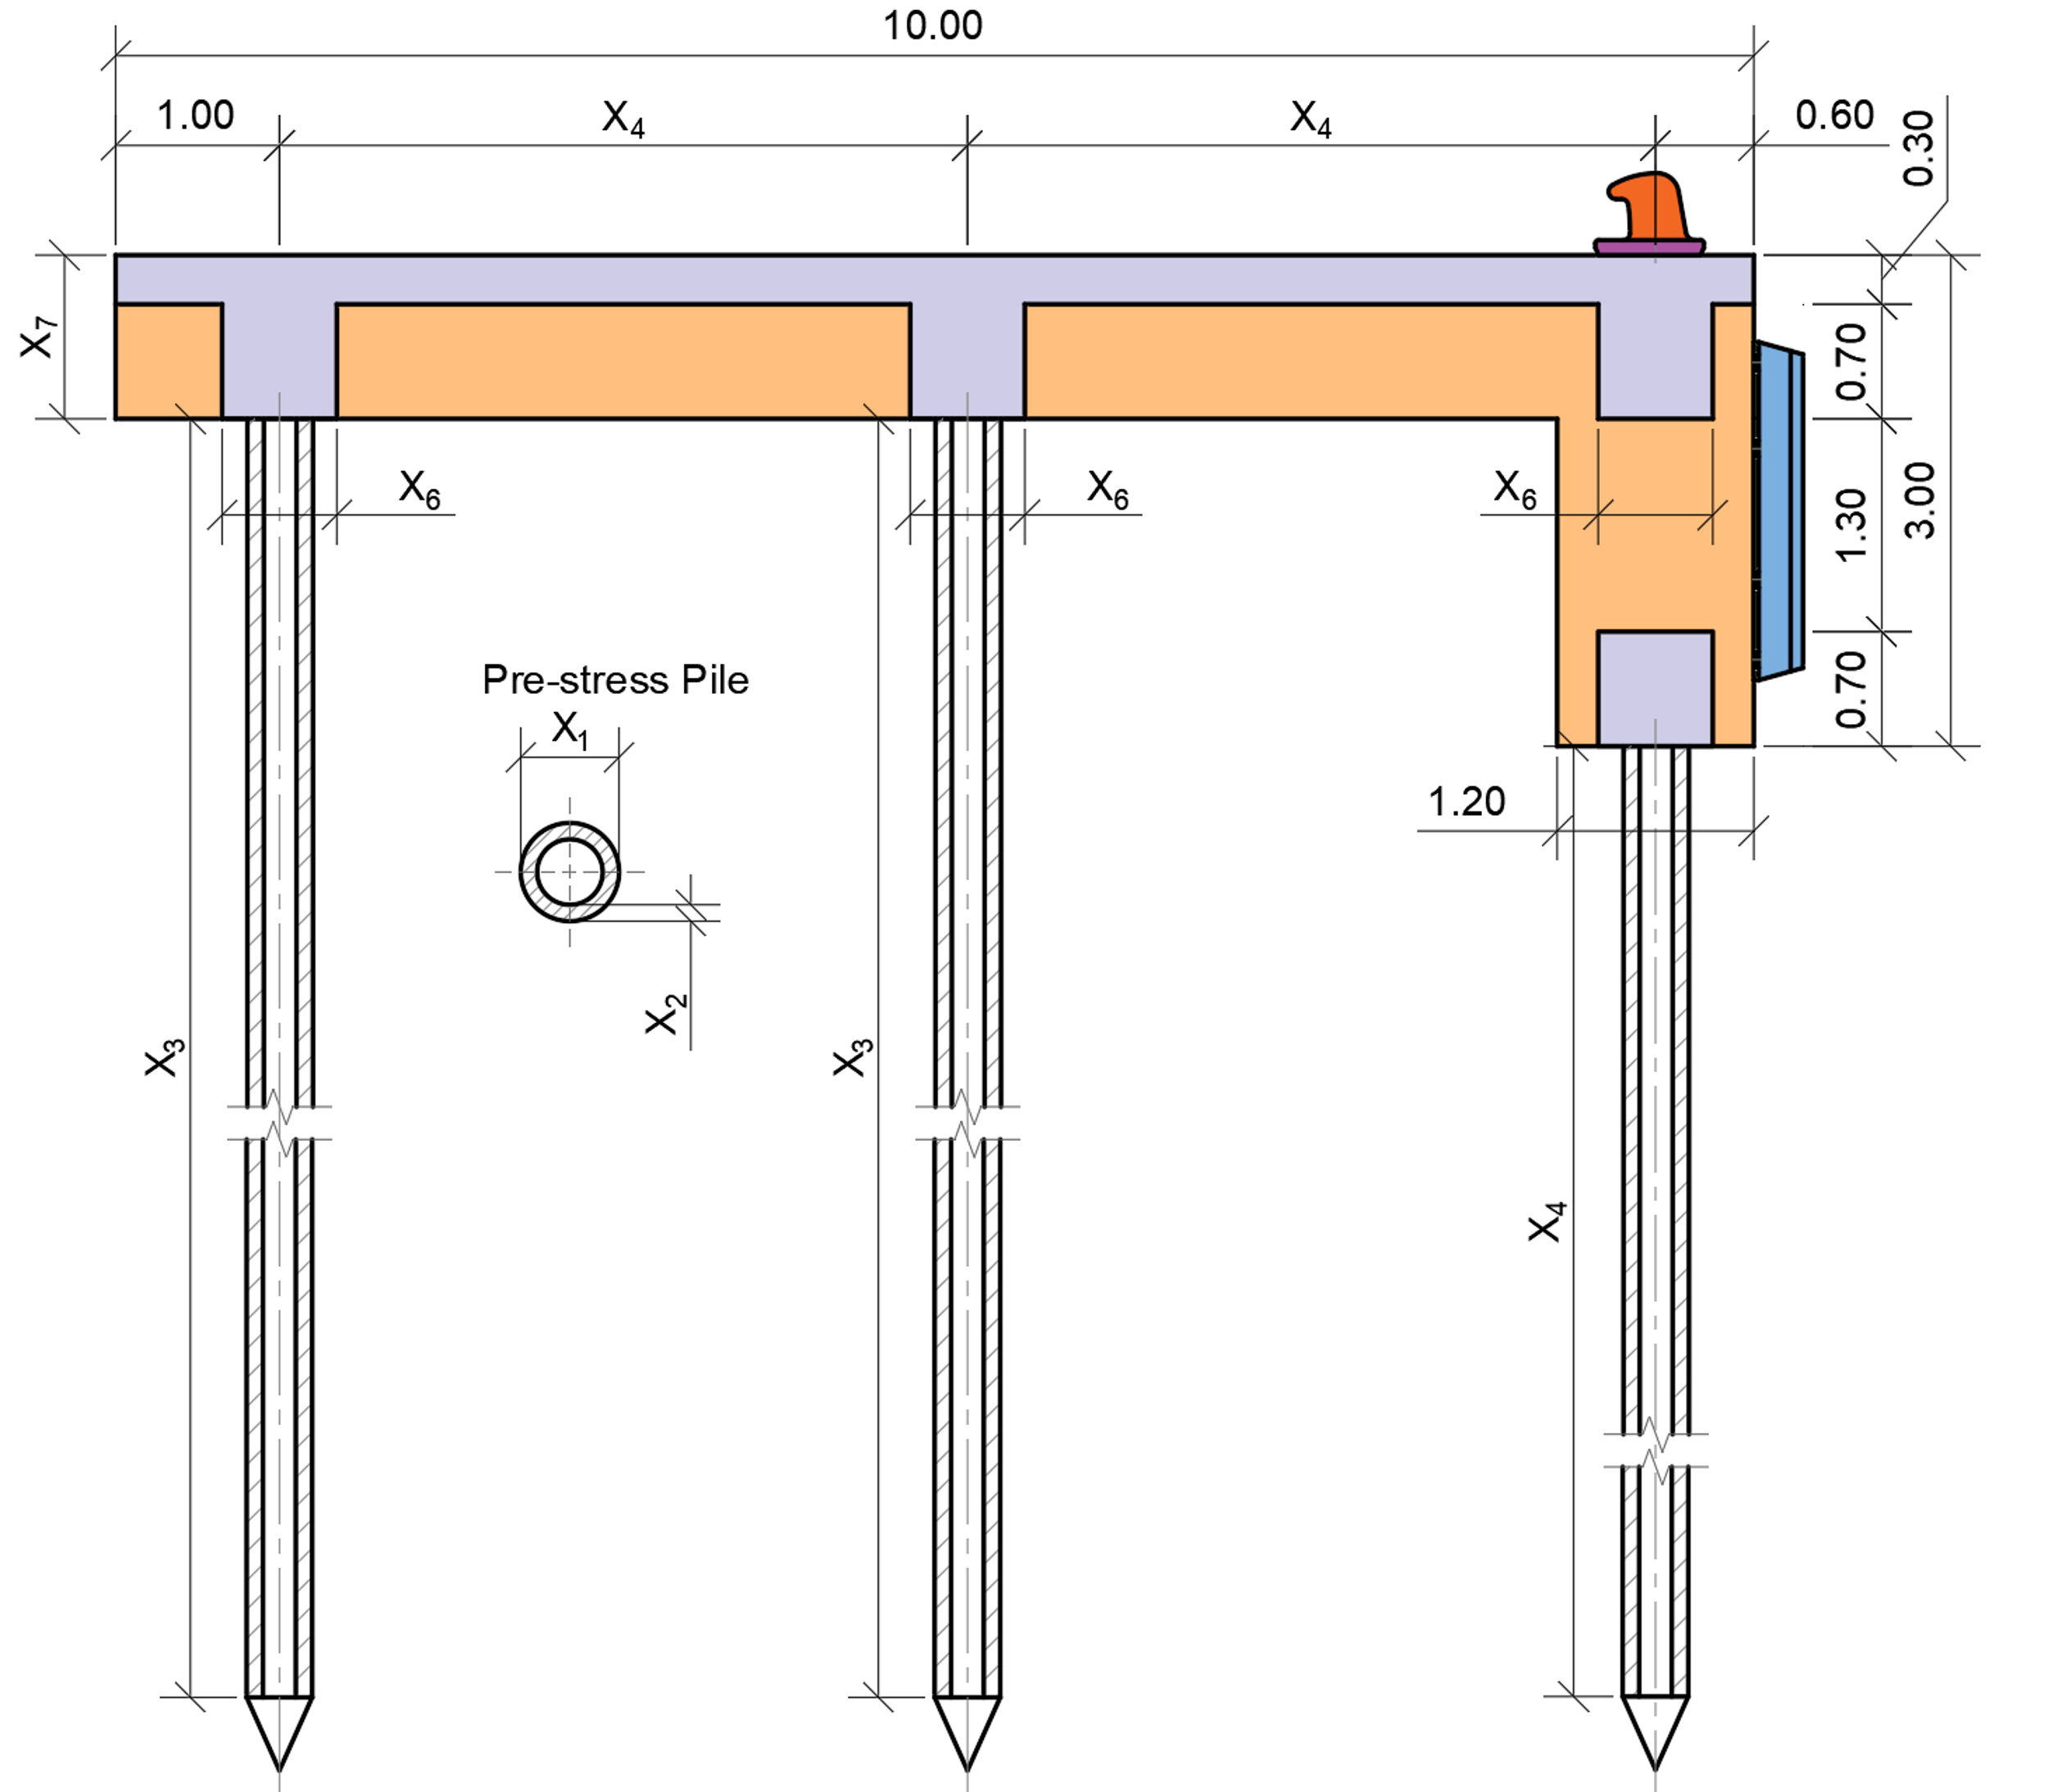 10.00
1.00
X₄
X₄
0.60
0.30
X₇
0.70
X₆
X₆
X₆
1.30
3.00
Pre-stress Pile
X₁
0.70
1.20
X₂
X₃
X₃
X₄